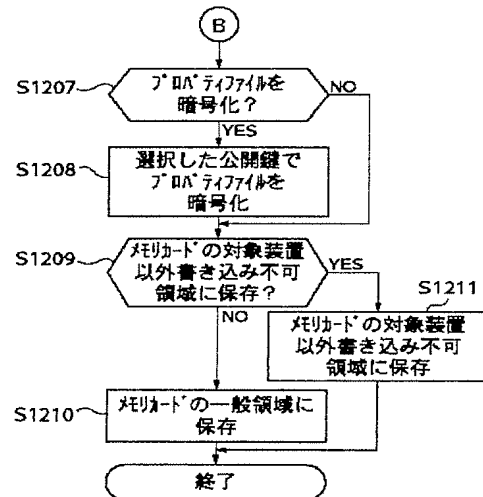 B
S1207
ﾌﾟﾛﾊﾟﾃｨﾌｧｲﾙを
暗号化？
NO
YES
S1208
選択した公開鍵で
ﾌﾟﾛﾊﾟﾃｨﾌｧｲﾙを
暗号化
S1209
ﾒﾓﾘｶｰﾄﾞの対象装置
以外書き込み不可
領域に保存？
YES
NO
S1211
ﾒﾓﾘｶｰﾄﾞの対象装置
以外書き込み不可
領域に保存
S1210
ﾒﾓﾘｶｰﾄﾞの一般領域に
保存
終了